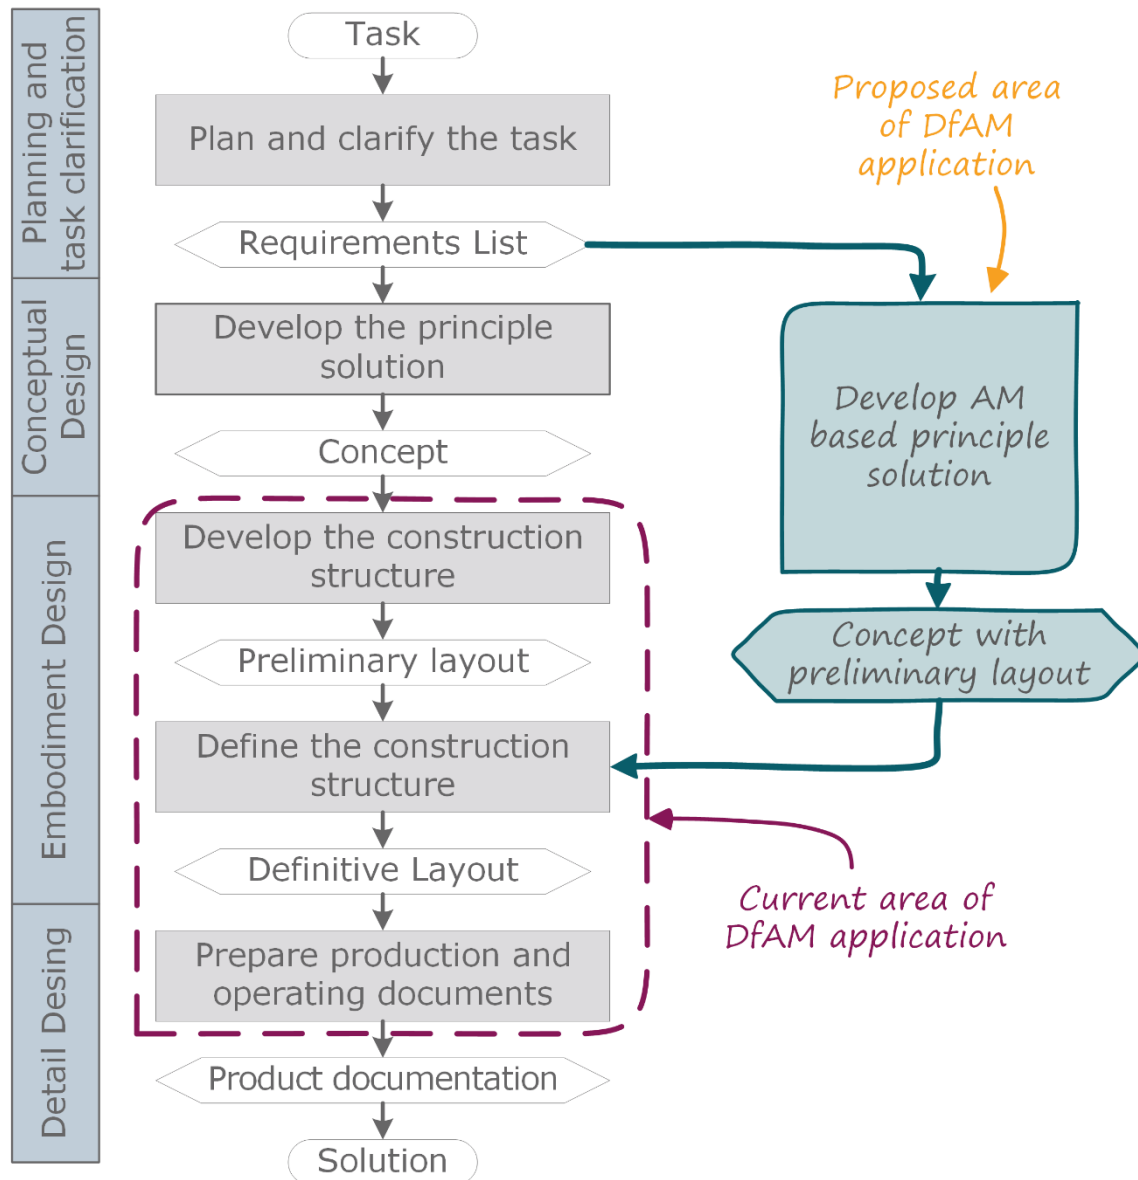 Planning and
task clarification
Conceptual
Design
Embodiment Design
Detail Desing
Task
Plan and clarify the task
Requirements List
Develop the principle
solution
Concept
Develop the construction
structure
Preliminary layout
Define the construction
structure
Definitive Layout
Prepare production and
operating documents
Product documentation
Solution
Proposed area
of DfAM
application
Develop AM
based principle
solution
Concept with
preliminary layout
Current area of
DfAM application